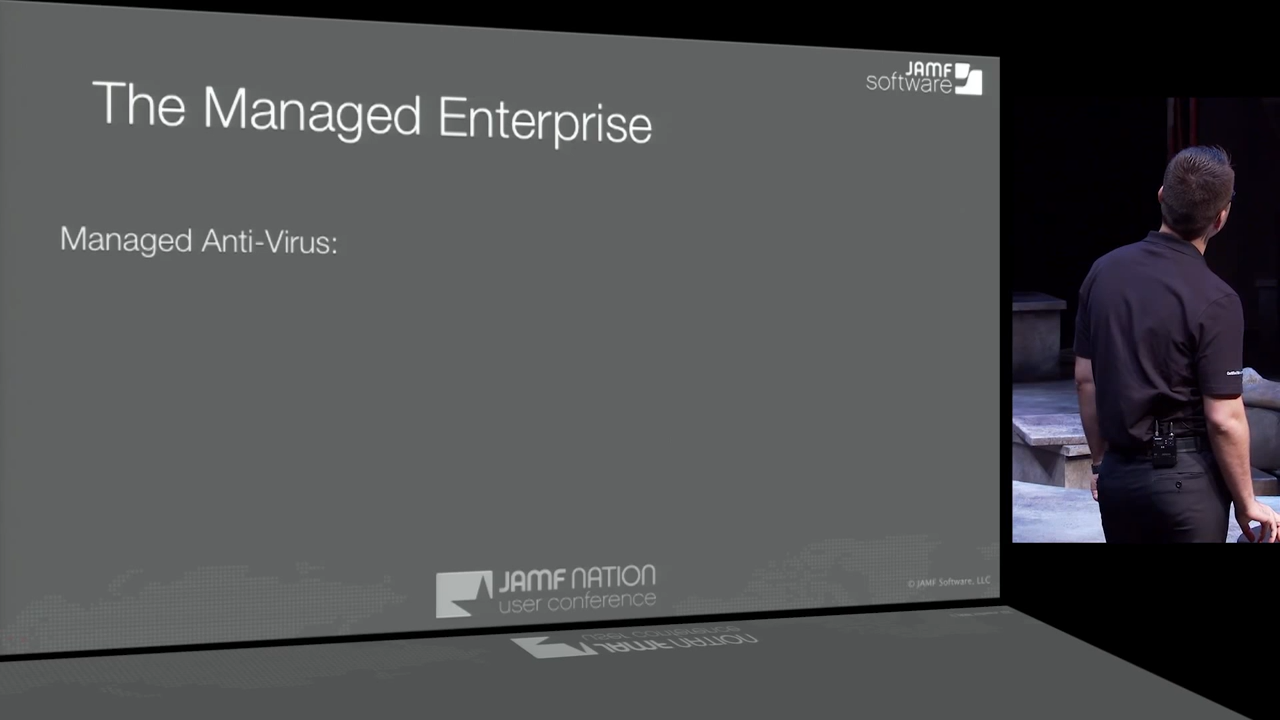 JAMF
software
The Managed Enterprise
Managed Anti-Virus:
JAMF NATION
user conference
© JAMF Software, LLC